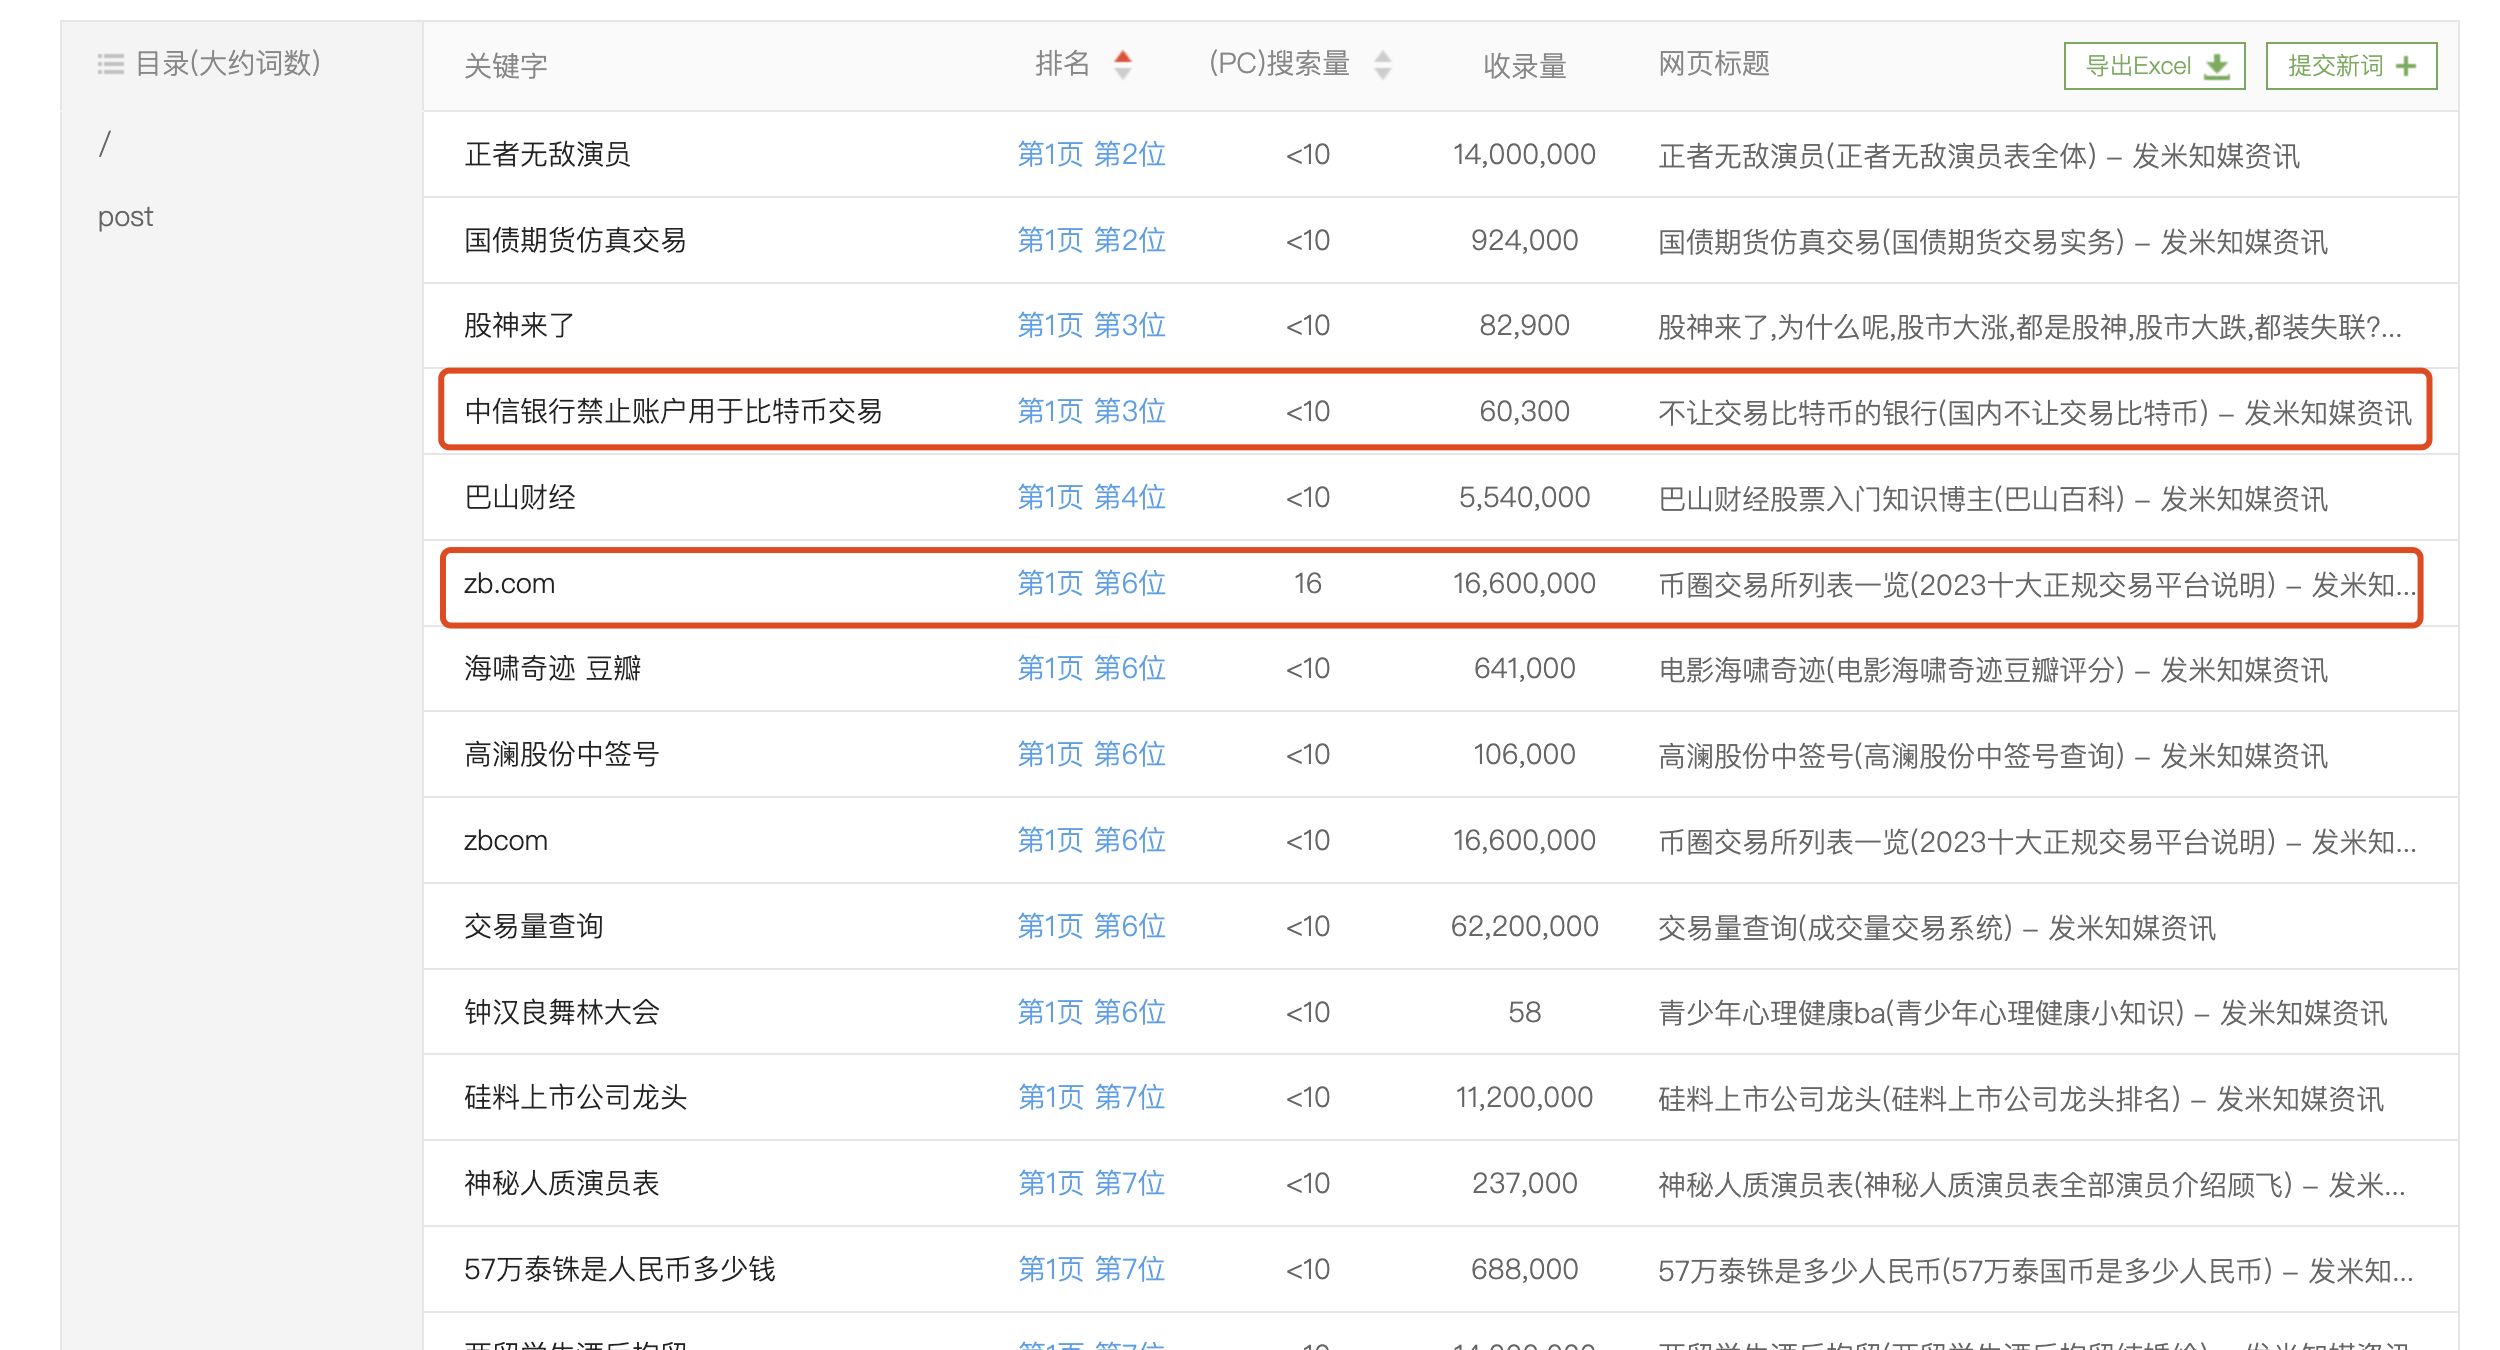 目录(大约词数) 关键字 排名 (PC)搜索量 收录量 网页标题 导出Excel 提交新词
/
post
正者无敌演员 第1页 第2位 <10 14,000,000 正者无敌演员(正者无敌演员表全体) – 发米知媒资讯
国债期货仿真交易 第1页 第2位 <10 924,000 国债期货仿真交易(国债期货交易实务) – 发米知媒资讯
股神来了 第1页 第3位 <10 82,900 股神来了,为什么呢,股市大涨,都是股神,股市大跌,都装失联?...
中信银行禁止账户用于比特币交易 第1页 第3位 <10 60,300 不让交易比特币的银行(国内不让交易比特币) – 发米知媒资讯
巴山财经 第1页 第4位 <10 5,540,000 巴山财经股票入门知识博主(巴山百科) – 发米知媒资讯
zb.com 第1页 第6位 16 16,600,000 币圈交易所列表一览(2023十大正规交易平台说明) – 发米知...
海啸奇迹 豆瓣 第1页 第6位 <10 641,000 电影海啸奇迹(电影海啸奇迹豆瓣评分) – 发米知媒资讯
高澜股份中签号 第1页 第6位 <10 106,000 高澜股份中签号(高澜股份中签号查询) – 发米知媒资讯
zbcom 第1页 第6位 <10 16,600,000 币圈交易所列表一览(2023十大正规交易平台说明) – 发米知...
交易量查询 第1页 第6位 <10 62,200,000 交易量查询(成交量交易系统) – 发米知媒资讯
钟汉良舞林大会 第1页 第6位 <10 58 青少年心理健康ba(青少年心理健康小知识) – 发米知媒资讯
硅料上市公司龙头 第1页 第7位 <10 11,200,000 硅料上市公司龙头(硅料上市公司龙头排名) – 发米知媒资讯
神秘人质演员表 第1页 第7位 <10 237,000 神秘人质演员表(神秘人质演员表全部演员介绍顾飞) – 发米...
57万泰铢是人民币多少钱 第1页 第7位 <10 688,000 57万泰铢是多少人民币(57万泰国币是多少人民币) – 发米知...